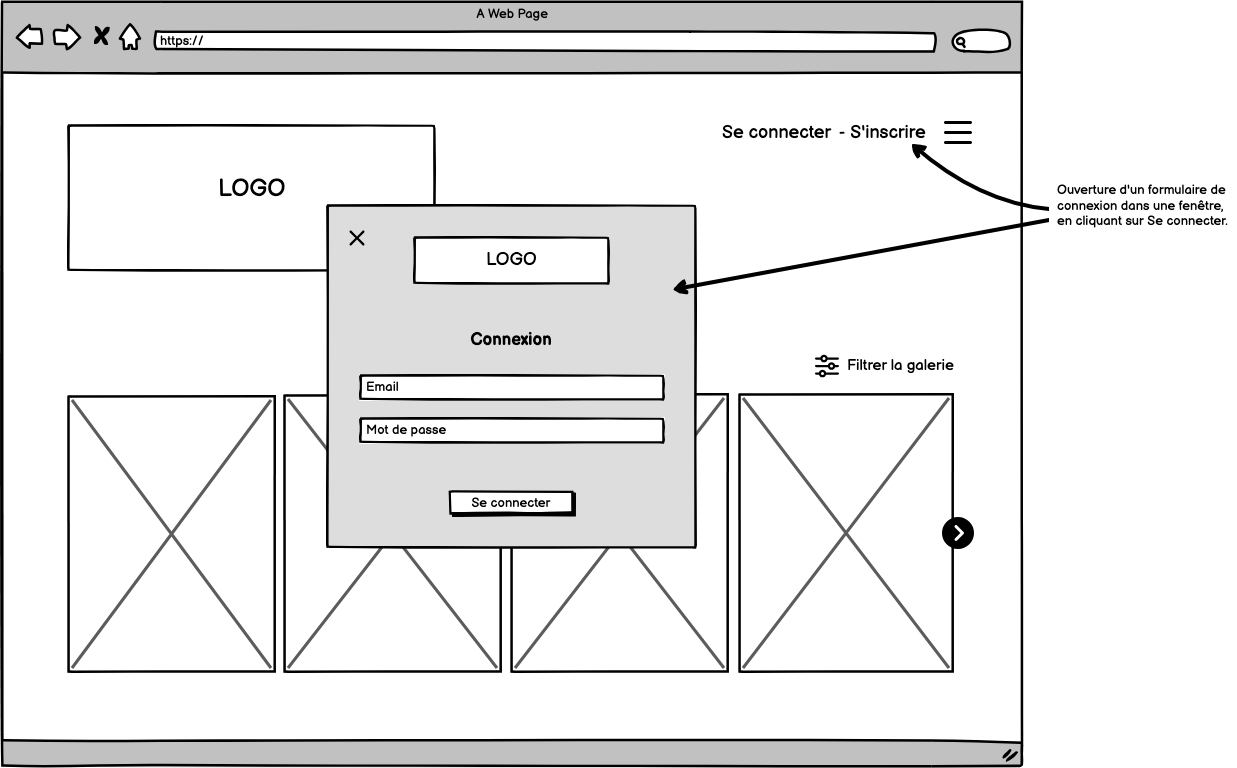 A Web Page
https://
Se connecter - S'inscrire
LOGO
Ouverture d'un formulaire de
connexion dans une fenêtre,
en cliquant sur Se connecter.
LOGO
Connexion
Filtrer la galerie
Email
Mot de passe
Se connecter